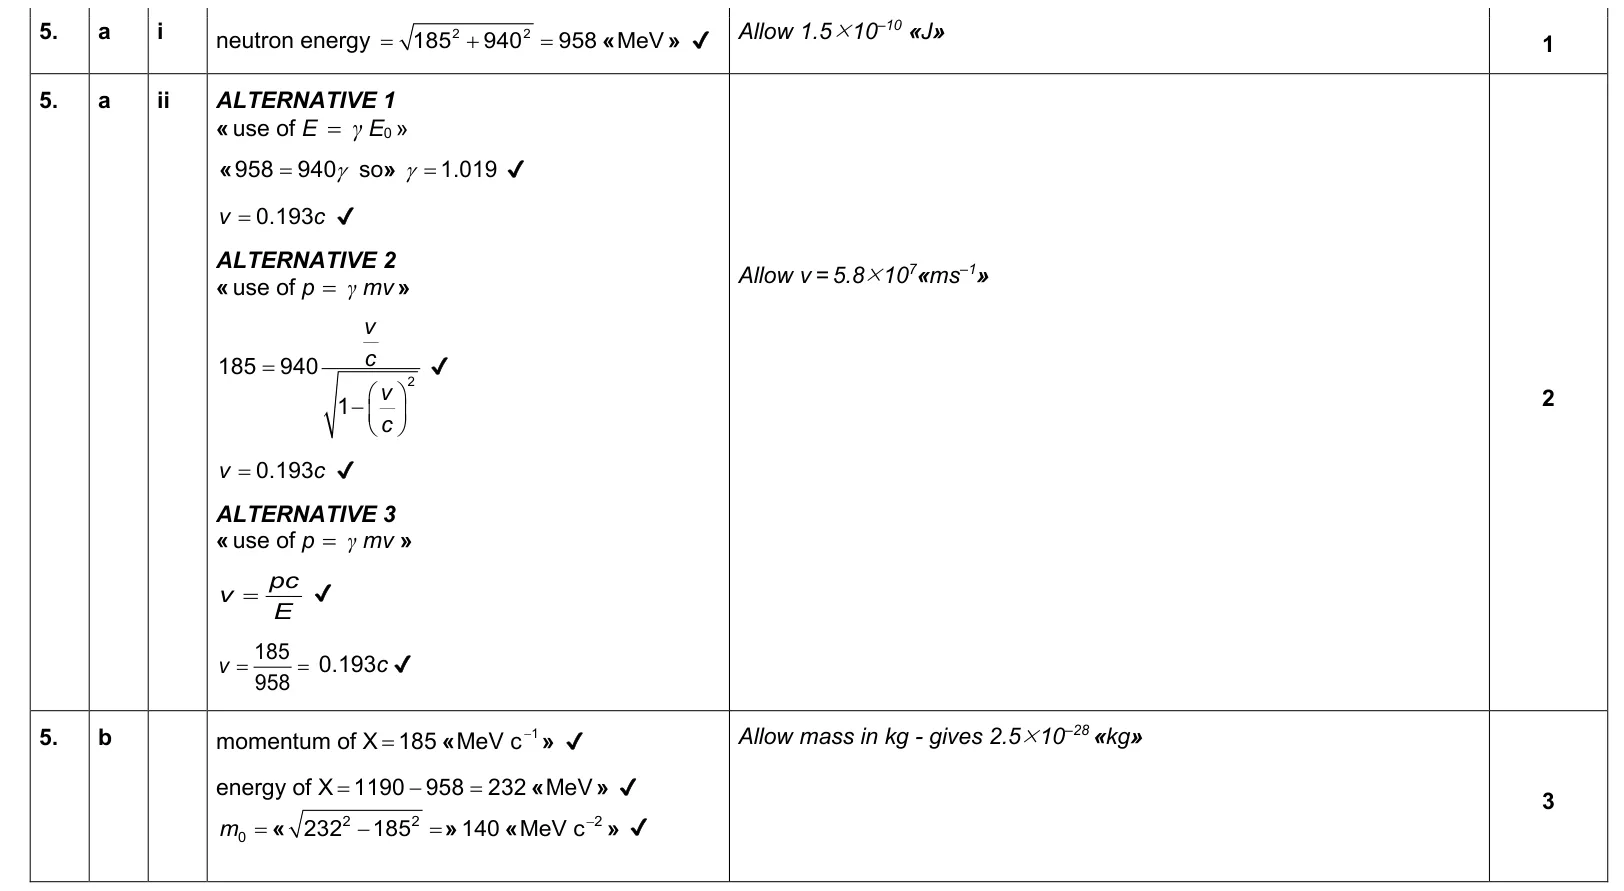 5. a i neutron energy = √(185² + 940²) = 958 «MeV» ✓ Allow 1.5×10⁻¹⁰ «J» 1
5. a ii ALTERNATIVE 1
«use of E = γ E₀»
«958 = 940γ so» γ = 1.019 ✓
v = 0.193c ✓
ALTERNATIVE 2
«use of p = γ mv»
185 = 940 (v/c)/√(1−(v/c)²) ✓
v = 0.193c ✓
ALTERNATIVE 3
«use of p = γ mv »
v = pc/E ✓
v = 185/958 = 0.193c ✓
Allow v = 5.8×10⁷«ms⁻¹»
2
5. b momentum of X = 185 «MeV c⁻¹» ✓ Allow mass in kg - gives 2.5×10⁻²⁸ «kg»
energy of X = 1190 − 958 = 232 «MeV» ✓
m₀ = «√(232² − 185²) =» 140 «MeV c⁻²» ✓
3